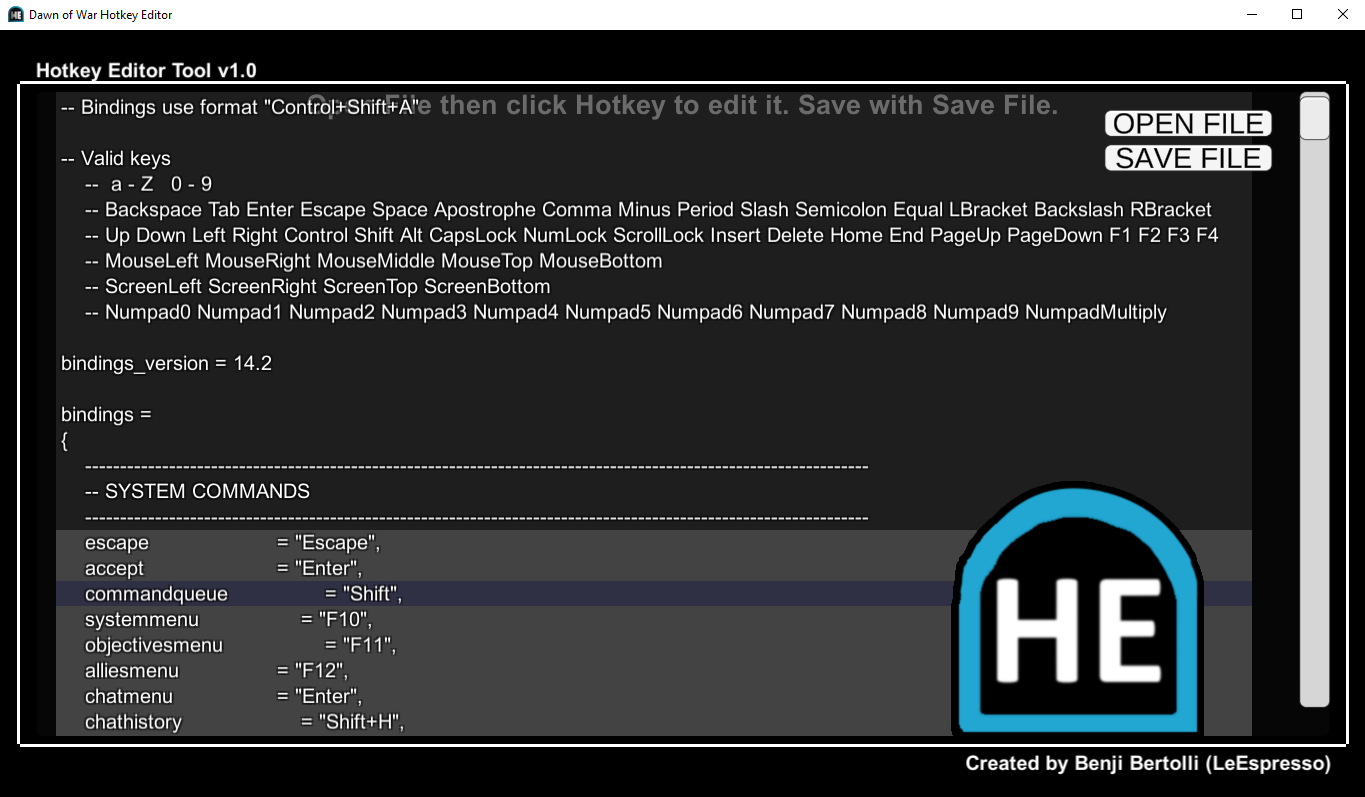 Dawn of War Hotkey Editor
Hotkey Editor Tool v1.0
-- Bindings use format "Control+Shift+A"
Open File then click Hotkey to edit it. Save with Save File.
OPEN FILE
SAVE FILE
-- Valid keys
-- a - Z 0 - 9
-- Backspace Tab Enter Escape Space Apostrophe Comma Minus Period Slash Semicolon Equal LBracket Backslash RBracket
-- Up Down Left Right Control Shift Alt CapsLock NumLock ScrollLock Insert Delete Home End PageUp PageDown F1 F2 F3 F4
-- MouseLeft MouseRight MouseMiddle MouseTop MouseBottom
-- ScreenLeft ScreenRight ScreenTop ScreenBottom
-- Numpad0 Numpad1 Numpad2 Numpad3 Numpad4 Numpad5 Numpad6 Numpad7 Numpad8 Numpad9 NumpadMultiply
bindings_version = 14.2
bindings =
{
-- SYSTEM COMMANDS
escape = "Escape",
accept = "Enter",
commandqueue = "Shift",
systemmenu = "F10",
objectivesmenu = "F11",
alliesmenu = "F12",
chatmenu = "Enter",
chathistory = "Shift+H",
HE
HE
Created by Benji Bertolli (LeEspresso)